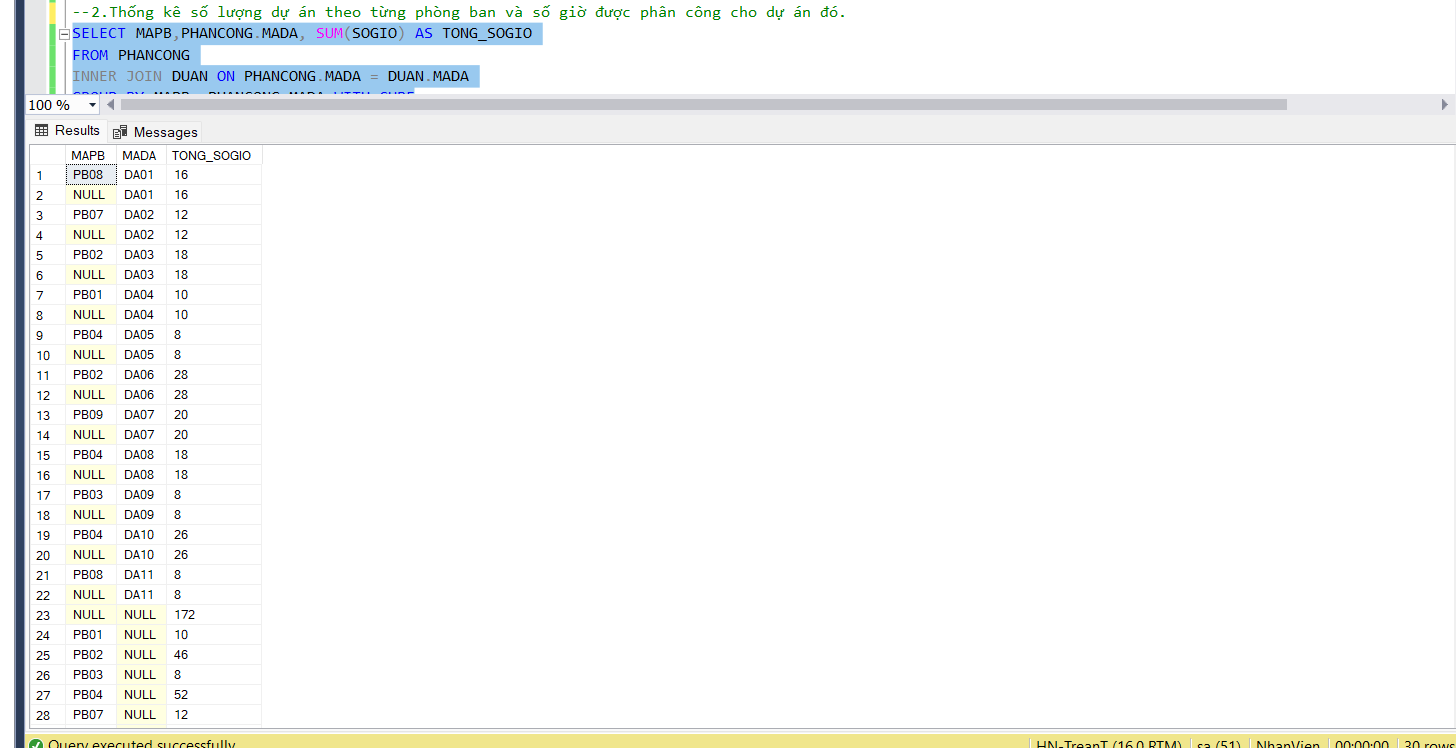 --2.Thống kê số lượng dự án theo từng phòng ban và số giờ được phân công cho dự án đó.
SELECT MAPB,PHANCONG.MADA, SUM(SOGIO) AS TONG_SOGIO
FROM PHANCONG
INNER JOIN DUAN ON PHANCONG.MADA = DUAN.MADA
GROUP BY MAPB, PHANCONG.MADA WITH CUBE
100 %
Results Messages
MAPB MADA TONG_SOGIO
1 PB08 DA01 16
2 NULL DA01 16
3 PB07 DA02 12
4 NULL DA02 12
5 PB02 DA03 18
6 NULL DA03 18
7 PB01 DA04 10
8 NULL DA04 10
9 PB04 DA05 8
10 NULL DA05 8
11 PB02 DA06 28
12 NULL DA06 28
13 PB09 DA07 20
14 NULL DA07 20
15 PB04 DA08 18
16 NULL DA08 18
17 PB03 DA09 8
18 NULL DA09 8
19 PB04 DA10 26
20 NULL DA10 26
21 PB08 DA11 8
22 NULL DA11 8
23 NULL NULL 172
24 PB01 NULL 10
25 PB02 NULL 46
26 PB03 NULL 8
27 PB04 NULL 52
28 PB07 NULL 12
Query executed successfully. HN-TreanT (16.0 RTM) sa (51) NhanVien 00:00:00 30 rows